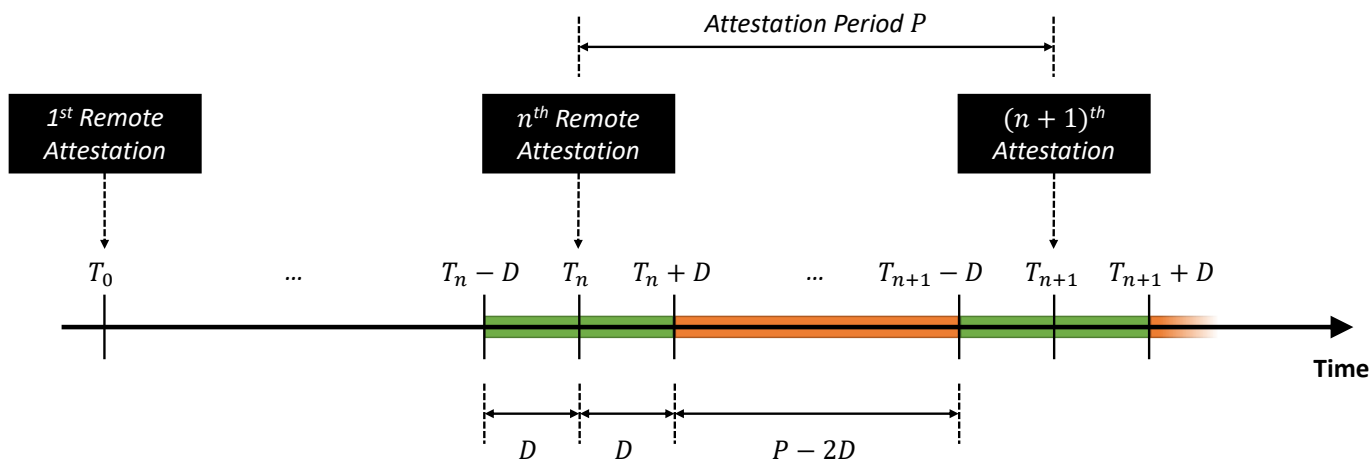 Attestation Period P
1st Remote
Attestation
nth Remote
Attestation
(n + 1)th
Attestation
T0
...
Tn − D
Tn
Tn + D
...
Tn+1 − D
Tn+1
Tn+1 + D
Time
D
D
P − 2D